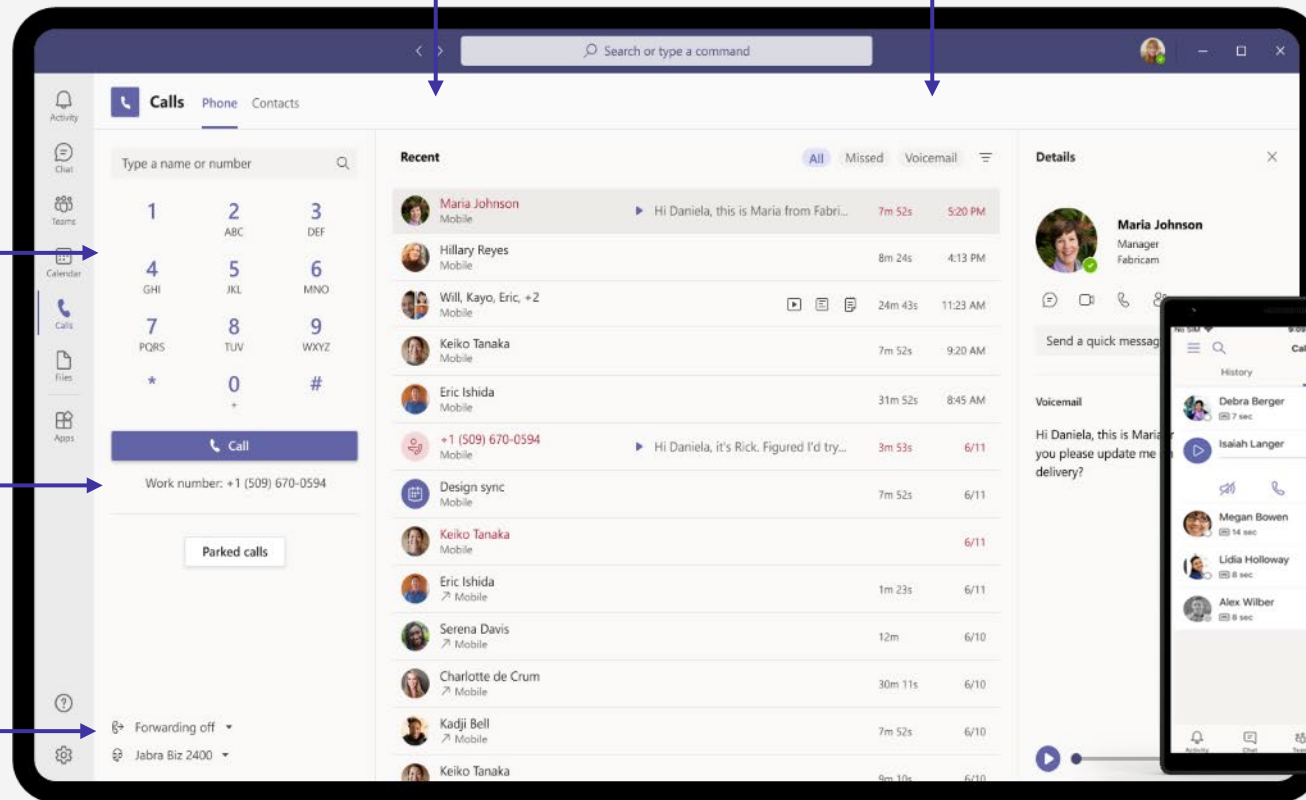 Search or type a command
Activity
Chat
Teams
Calendar
Calls
Files
Apps
Calls Phone Contacts
Type a name or number
1
2
ABC
3
DEF
4
GHI
5
JKL
6
MNO
7
PQRS
8
TUV
9
WXYZ
*
0
+
#
Call
Work number: +1 (509) 670-0594
Parked calls
Forwarding off
Jabra Biz 2400
Recent All Missed Voicemail
Maria Johnson
Mobile
Hi Daniela, this is Maria from Fabri... 7m 52s 5:20 PM
Hillary Reyes
Mobile
8m 24s 4:13 PM
Will, Kayo, Eric, +2
Mobile
24m 43s 11:23 AM
Keiko Tanaka
Mobile
7m 52s 9:20 AM
Eric Ishida
Mobile
31m 52s 8:45 AM
+1 (509) 670-0594
Mobile
Hi Daniela, it's Rick. Figured I'd try... 3m 53s 6/11
Design sync
Mobile
7m 52s 6/11
Keiko Tanaka
Mobile
6/11
Eric Ishida
Mobile
1m 23s 6/11
Serena Davis
Mobile
12m 6/10
Charlotte de Crum
Mobile
30m 11s 6/10
Kadji Bell
Mobile
7m 52s 6/10
Keiko Tanaka
9m 10s 6/10
Details
Maria Johnson
Manager
Fabricam
Send a quick messag
Voicemail
Hi Daniela, this is Maria
you please update me
delivery?
No SIM 9:09
Cal
History
Debra Berger
7 sec
Isaiah Langer
Megan Bowen
14 sec
Lidia Holloway
8 sec
Alex Wilber
8 sec
Activity
Chat